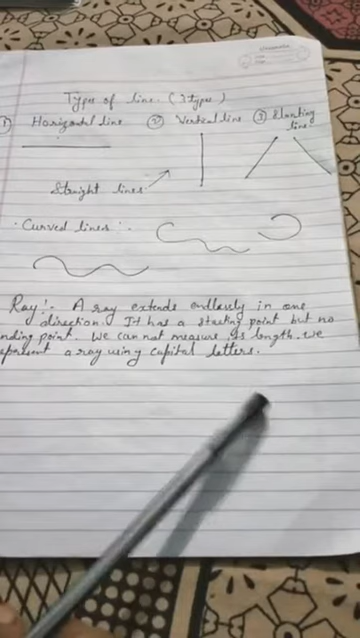 Types of line. (3 types)
① Horizontal line ② Vertical line ③ Slanting line.
Straight lines.
Curved lines :-
Ray :- A ray extends endlessly in one
direction. It has a starting point but no
nding point. We can not measure its length. We
epresent a ray using capital letters.